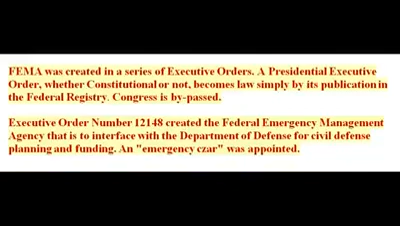 FEMA was created in a series of Executive Orders. A Presidential Executive
Order, whether Constitutional or not, becomes law simply by its publication in
the Federal Registry. Congress is by-passed.
Executive Order Number 12148 created the Federal Emergency Management
Agency that is to interface with the Department of Defense for civil defense
planning and funding. An "emergency czar" was appointed.